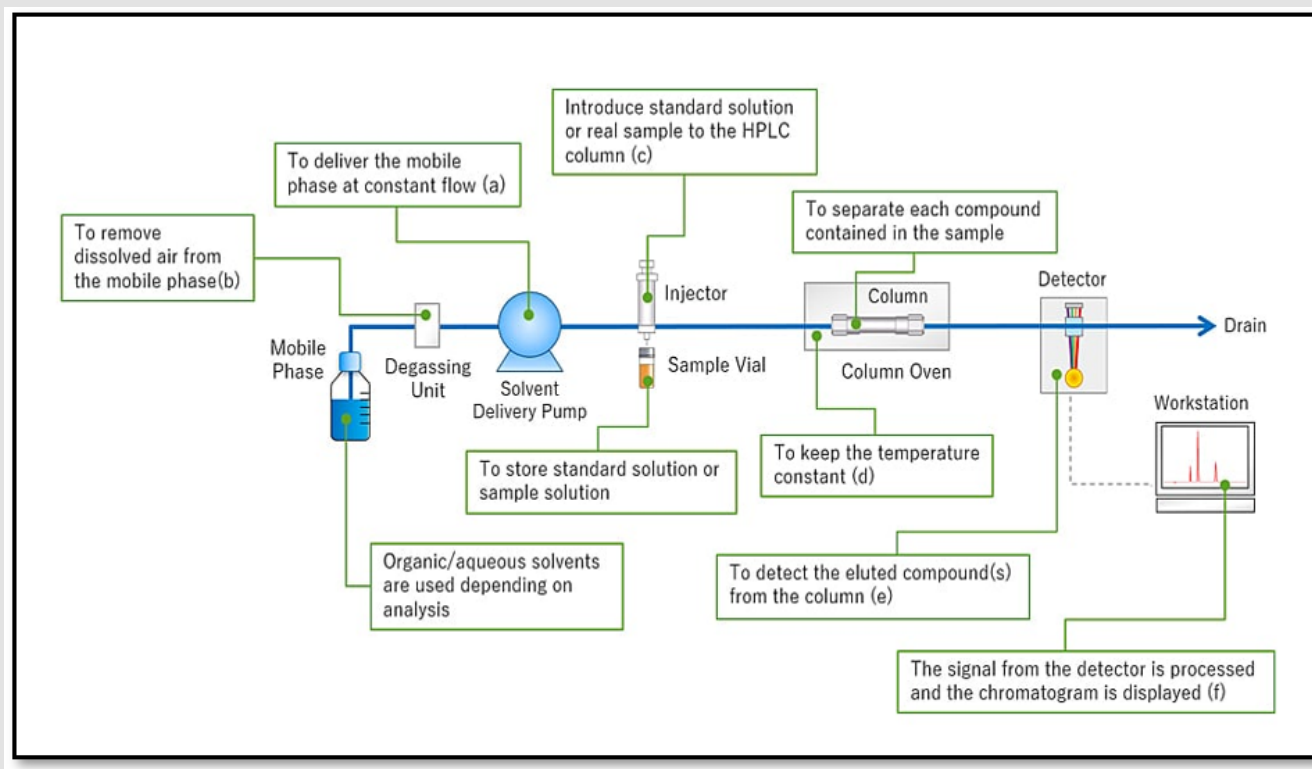 Introduce standard solution
or real sample to the HPLC
column (c)
To deliver the mobile
phase at constant flow (a)
To separate each compound
contained in the sample
To remove
dissolved air from
the mobile phase(b)
Detector
Injector
Column
Drain
Mobile
Phase
Degassing
Unit
Solvent
Delivery Pump
Sample Vial
Column Oven
Workstation
To store standard solution or
sample solution
To keep the temperature
constant (d)
Organic/aqueous solvents
are used depending on
analysis
To detect the eluted compound(s)
from the column (e)
The signal from the detector is processed
and the chromatogram is displayed (f)